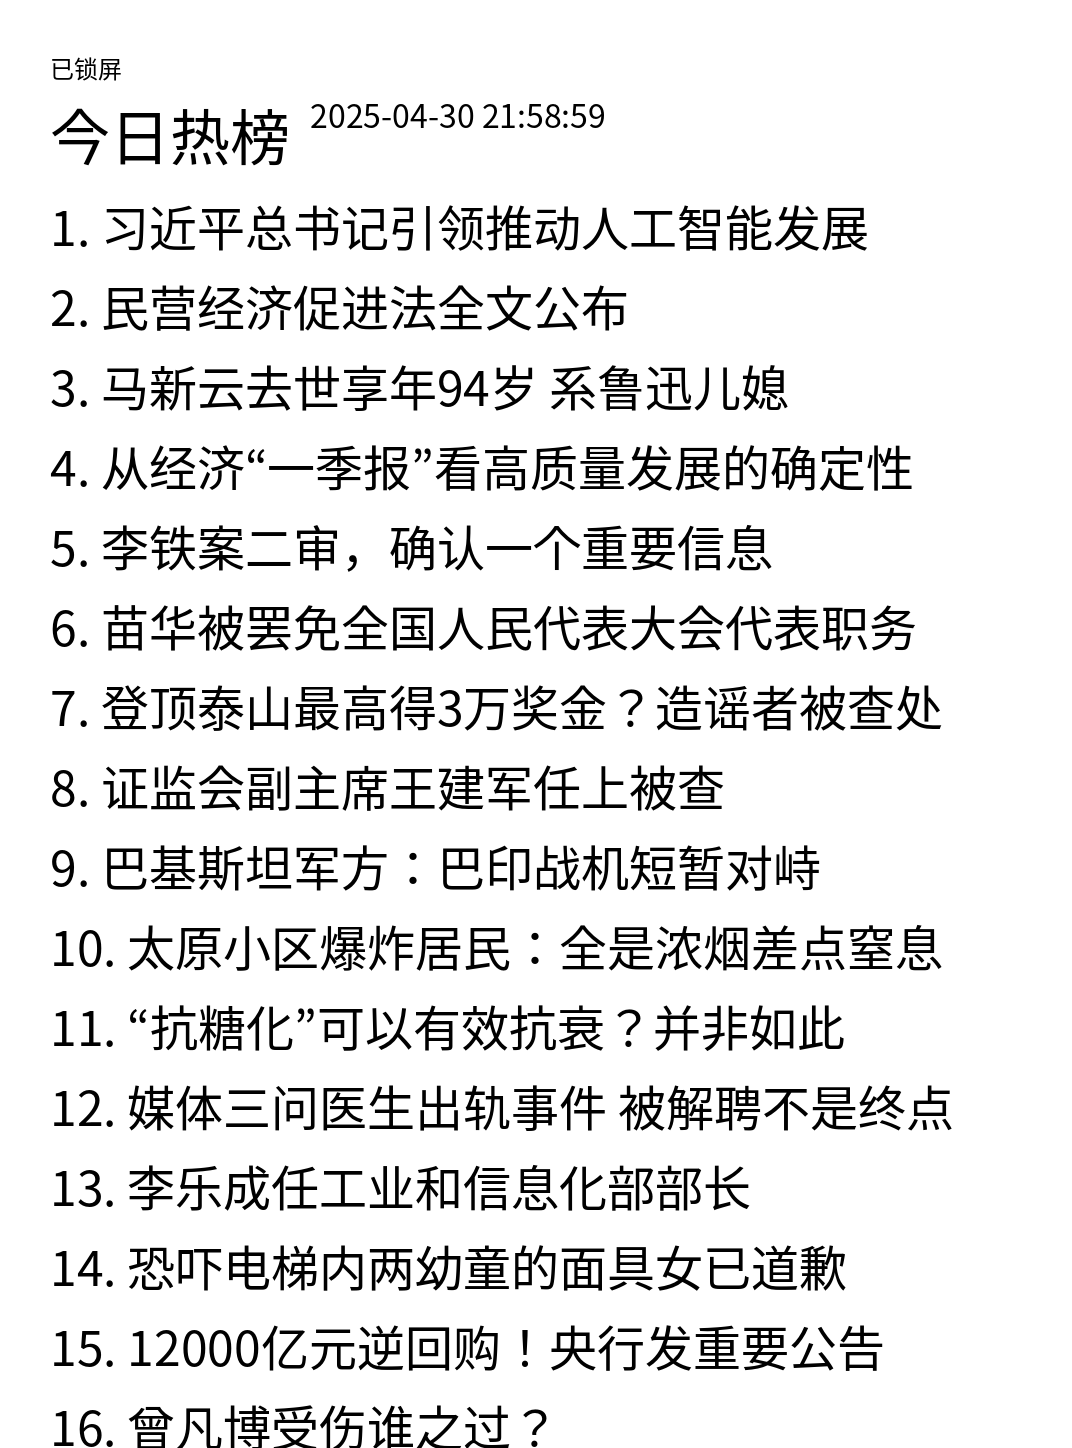 已锁屏
今日热榜 2025-04-30 21:58:59
1. 习近平总书记引领推动人工智能发展
2. 民营经济促进法全文公布
3. 马新云去世享年94岁 系鲁迅儿媳
4. 从经济“一季报”看高质量发展的确定性
5. 李铁案二审，确认一个重要信息
6. 苗华被罢免全国人民代表大会代表职务
7. 登顶泰山最高得3万奖金？造谣者被查处
8. 证监会副主席王建军任上被查
9. 巴基斯坦军方：巴印战机短暂对峙
10. 太原小区爆炸居民：全是浓烟差点窒息
11. “抗糖化”可以有效抗衰？并非如此
12. 媒体三问医生出轨事件 被解聘不是终点
13. 李乐成任工业和信息化部部长
14. 恐吓电梯内两幼童的面具女已道歉
15. 12000亿元逆回购！央行发重要公告
16. 曾凡博受伤谁之过？